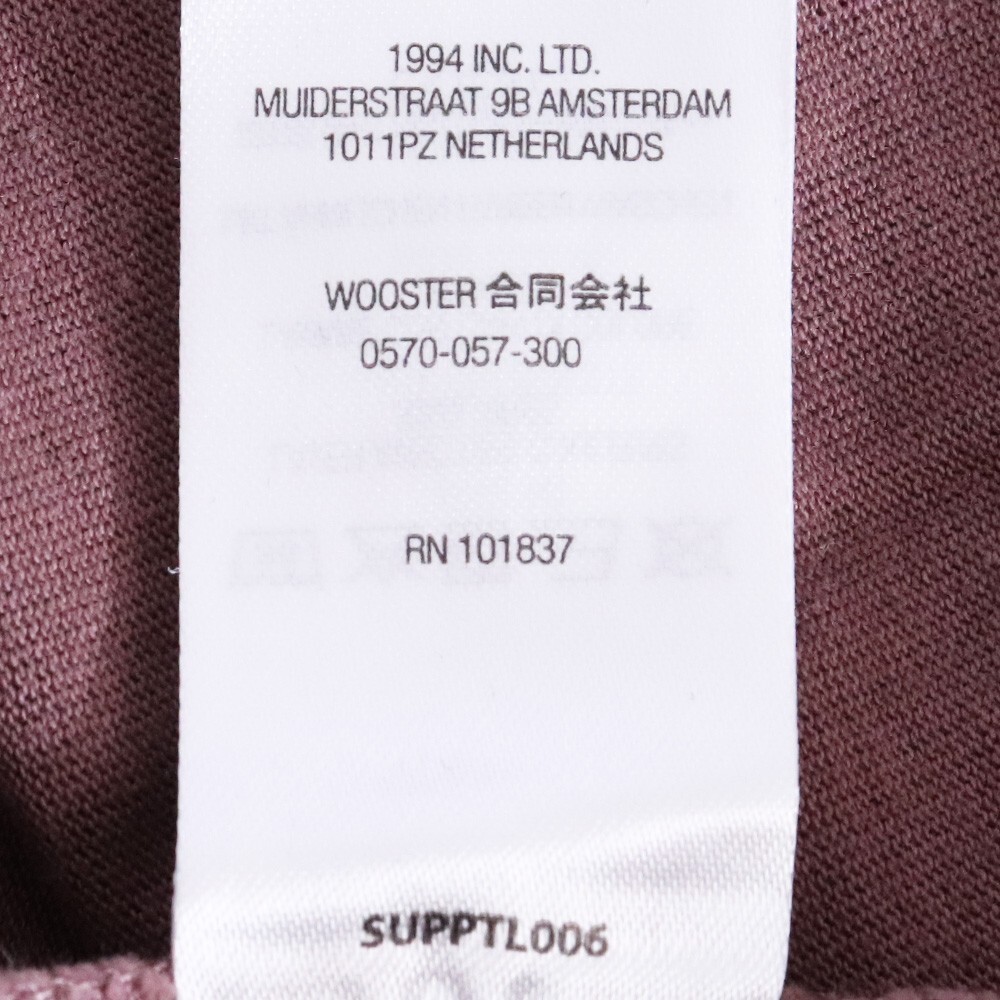 1994 INC. LTD.
MUIDERSTRAAT 9B AMSTERDAM
1011PZ NETHERLANDS
WOOSTER 合同会社
0570-057-300
RN 101837
SUPPTL006